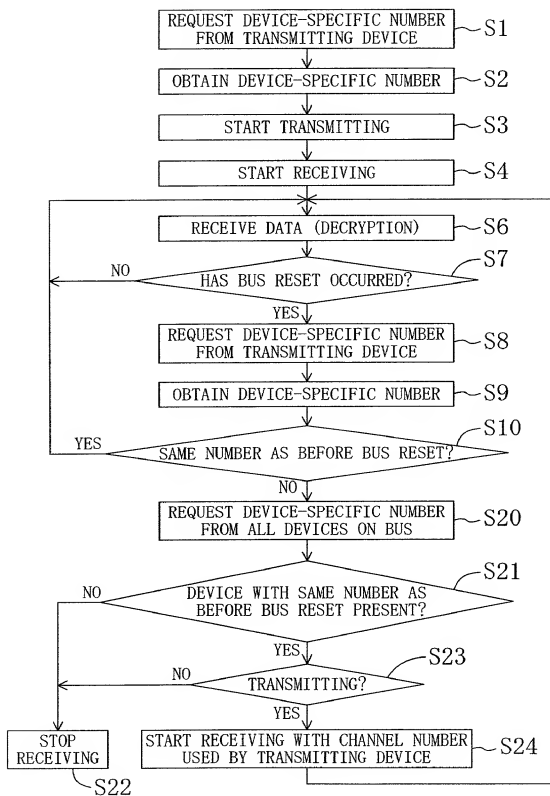 REQUEST DEVICE-SPECIFIC NUMBER
FROM TRANSMITTING DEVICE
S1
OBTAIN DEVICE-SPECIFIC NUMBER
S2
START TRANSMITTING
S3
START RECEIVING
S4
RECEIVE DATA (DECRYPTION)
S6
S7
NO
HAS BUS RESET OCCURRED?
YES
REQUEST DEVICE-SPECIFIC NUMBER
FROM TRANSMITTING DEVICE
S8
OBTAIN DEVICE-SPECIFIC NUMBER
S9
S10
YES
SAME NUMBER AS BEFORE BUS RESET?
NO
REQUEST DEVICE-SPECIFIC NUMBER
FROM ALL DEVICES ON BUS
S20
S21
NO
DEVICE WITH SAME NUMBER AS
BEFORE BUS RESET PRESENT?
YES
S23
NO
TRANSMITTING?
YES
STOP
RECEIVING
S22
START RECEIVING WITH CHANNEL NUMBER
USED BY TRANSMITTING DEVICE
S24